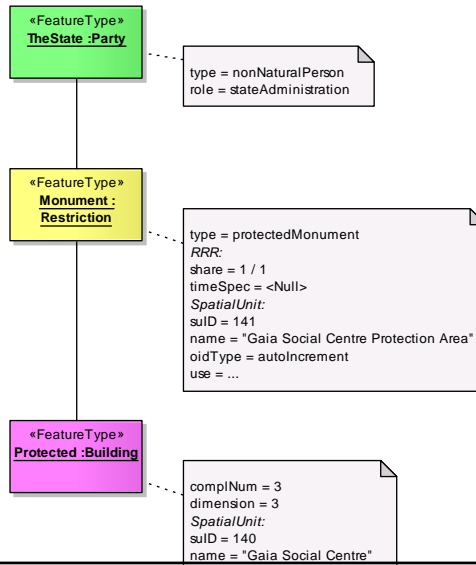 «FeatureType»
TheState :Party
type = nonNaturalPerson
role = stateAdministration
«FeatureType»
Monument :
Restriction
type = protectedMonument
RRR:
share = 1 / 1
timeSpec = <Null>
SpatialUnit:
suID = 141
name = "Gaia Social Centre Protection Area"
oidType = autoIncrement
use = ...
«FeatureType»
Protected :Building
complNum = 3
dimension = 3
SpatialUnit:
suID = 140
name = "Gaia Social Centre"